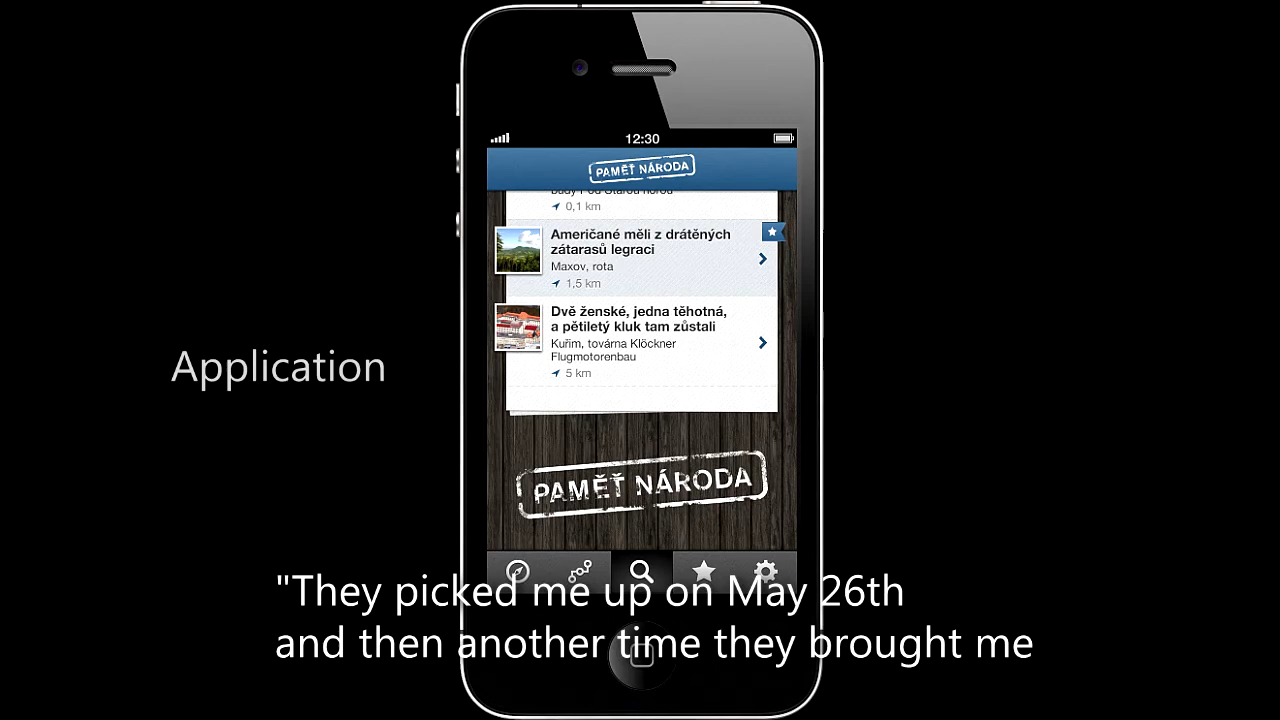 12:30
PAMĚŤ NÁRODA
0,1 km
Američané měli z drátěných
zátarasů legraci
Maxov, rota
1,5 km
Dvě ženské, jedna těhotná,
a pětiletý kluk tam zůstali
Kuřim, továrna Klöckner
Flugmotorenbau
5 km
Application
PAMĚŤ NÁRODA
"They picked me up on May 26th
and then another time they brought me